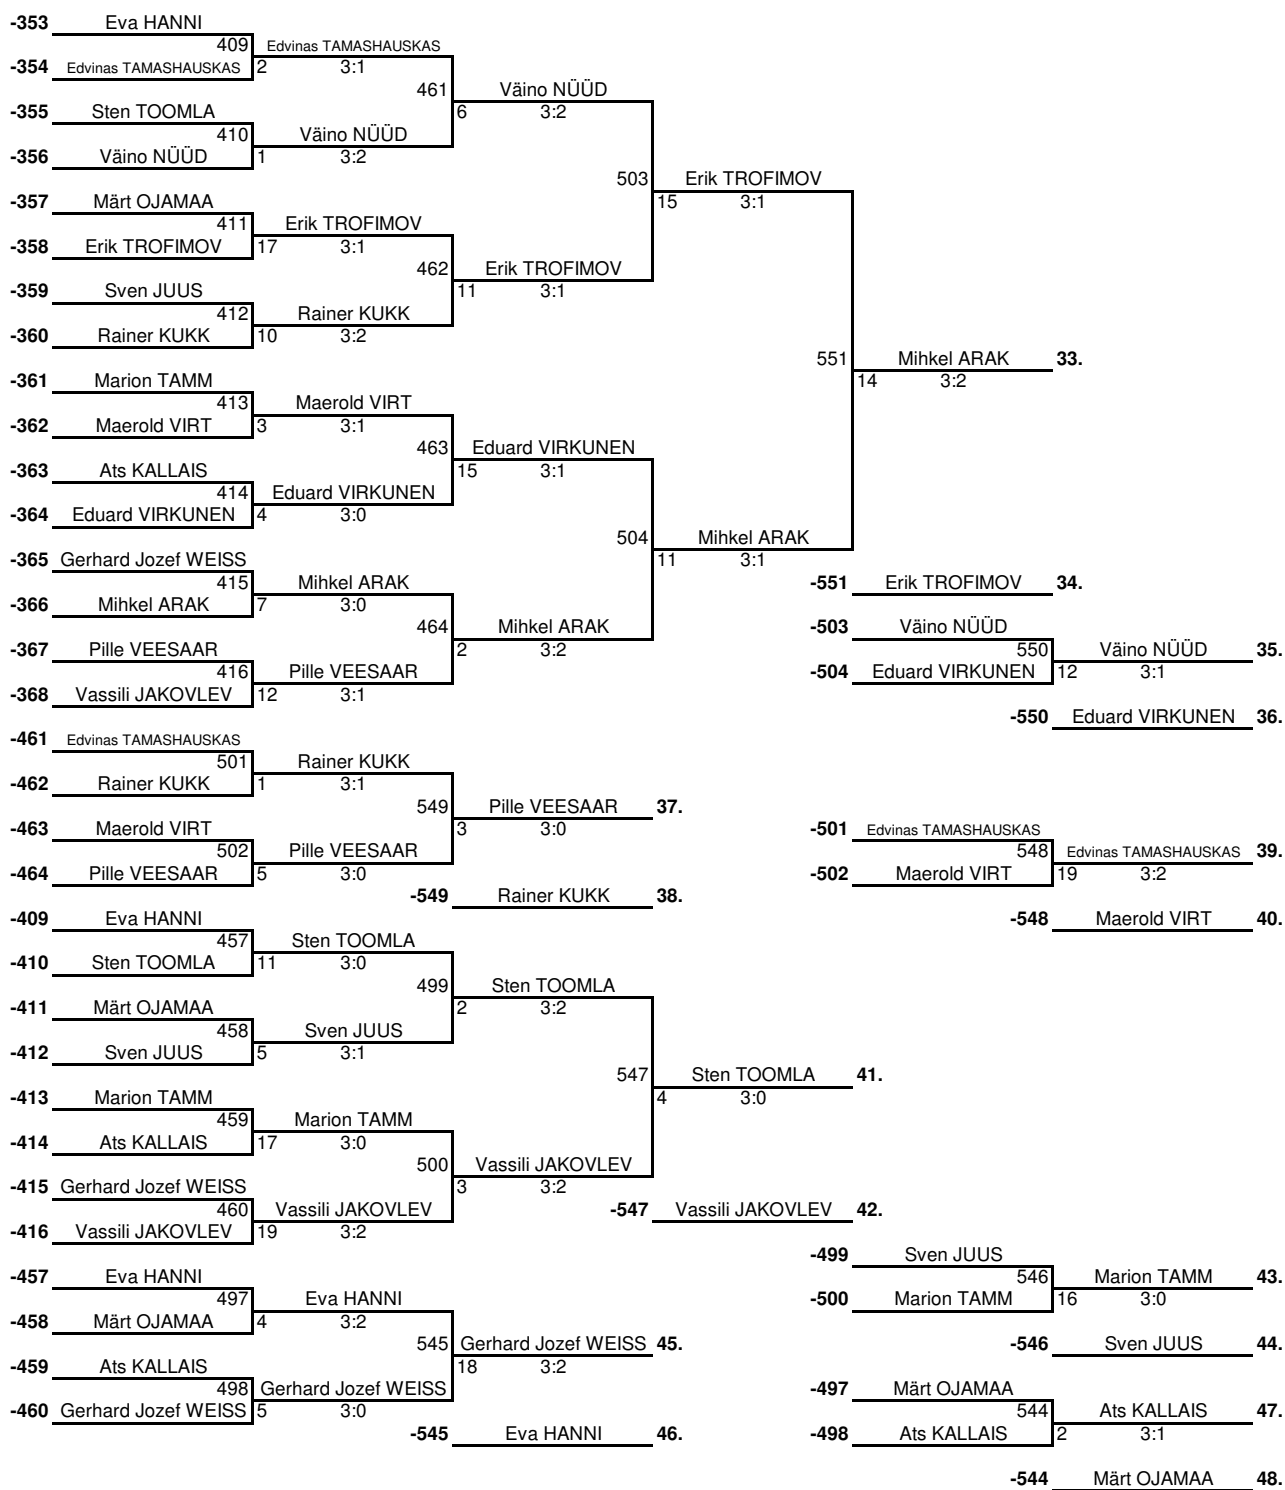 -353 Eva HANNI
409 Edvinas TAMASHAUSKAS
-354 Edvinas TAMASHAUSKAS 2 3:1
461 Väino NÜÜD
-355 Sten TOOMLA 6 3:2
410 Väino NÜÜD
-356 Väino NÜÜD 1 3:2
503 Erik TROFIMOV
-357 Märt OJAMAA 15 3:1
411 Erik TROFIMOV
-358 Erik TROFIMOV 17 3:1
462 Erik TROFIMOV
-359 Sven JUUS 11 3:1
412 Rainer KUKK
-360 Rainer KUKK 10 3:2
551 Mihkel ARAK 33.
-361 Marion TAMM 14 3:2
413 Maerold VIRT
-362 Maerold VIRT 3 3:1
463 Eduard VIRKUNEN
-363 Ats KALLAIS 15 3:1
414 Eduard VIRKUNEN
-364 Eduard VIRKUNEN 4 3:0
504 Mihkel ARAK
-365 Gerhard Jozef WEISS 11 3:1
415 Mihkel ARAK -551 Erik TROFIMOV 34.
-366 Mihkel ARAK 7 3:0
464 Mihkel ARAK -503 Väino NÜÜD
-367 Pille VEESAAR 2 3:2 550 Väino NÜÜD 35.
416 Pille VEESAAR -504 Eduard VIRKUNEN 12 3:1
-368 Vassili JAKOVLEV 12 3:1
-550 Eduard VIRKUNEN 36.
-461 Edvinas TAMASHAUSKAS
501 Rainer KUKK
-462 Rainer KUKK 1 3:1
549 Pille VEESAAR 37.
-463 Maerold VIRT 3 3:0 -501 Edvinas TAMASHAUSKAS
502 Pille VEESAAR 548 Edvinas TAMASHAUSKAS 39.
-464 Pille VEESAAR 5 3:0 -502 Maerold VIRT 19 3:2
-549 Rainer KUKK 38.
-409 Eva HANNI -548 Maerold VIRT 40.
457 Sten TOOMLA
-410 Sten TOOMLA 11 3:0
499 Sten TOOMLA
-411 Märt OJAMAA 2 3:2
458 Sven JUUS
-412 Sven JUUS 5 3:1
547 Sten TOOMLA 41.
-413 Marion TAMM 4 3:0
459 Marion TAMM
-414 Ats KALLAIS 17 3:0
500 Vassili JAKOVLEV
-415 Gerhard Jozef WEISS 3 3:2
460 Vassili JAKOVLEV -547 Vassili JAKOVLEV 42.
-416 Vassili JAKOVLEV 19 3:2
-499 Sven JUUS
-457 Eva HANNI 546 Marion TAMM 43.
497 Eva HANNI -500 Marion TAMM 16 3:0
-458 Märt OJAMAA 4 3:2
545 Gerhard Jozef WEISS 45. -546 Sven JUUS 44.
-459 Ats KALLAIS 18 3:2
498 Gerhard Jozef WEISS -497 Märt OJAMAA
-460 Gerhard Jozef WEISS 5 3:0 544 Ats KALLAIS 47.
-545 Eva HANNI 46. -498 Ats KALLAIS 2 3:1
-544 Märt OJAMAA 48.